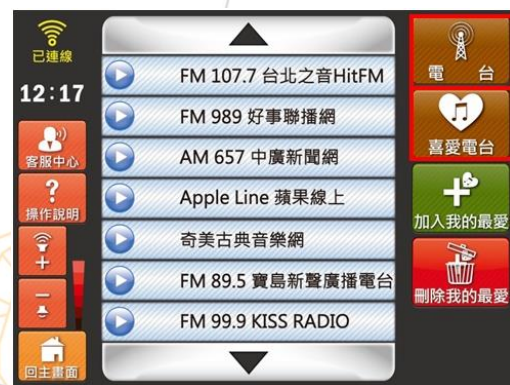 已連線
12:17
客服中心
?
操作說明
+
−
回主畫面
FM 107.7 台北之音HitFM
FM 989 好事聯播網
AM 657 中廣新聞網
Apple Line 蘋果線上
奇美古典音樂網
FM 89.5 寶島新聲廣播電台
FM 99.9 KISS RADIO
電 台
喜愛電台
加入我的最愛
刪除我的最愛